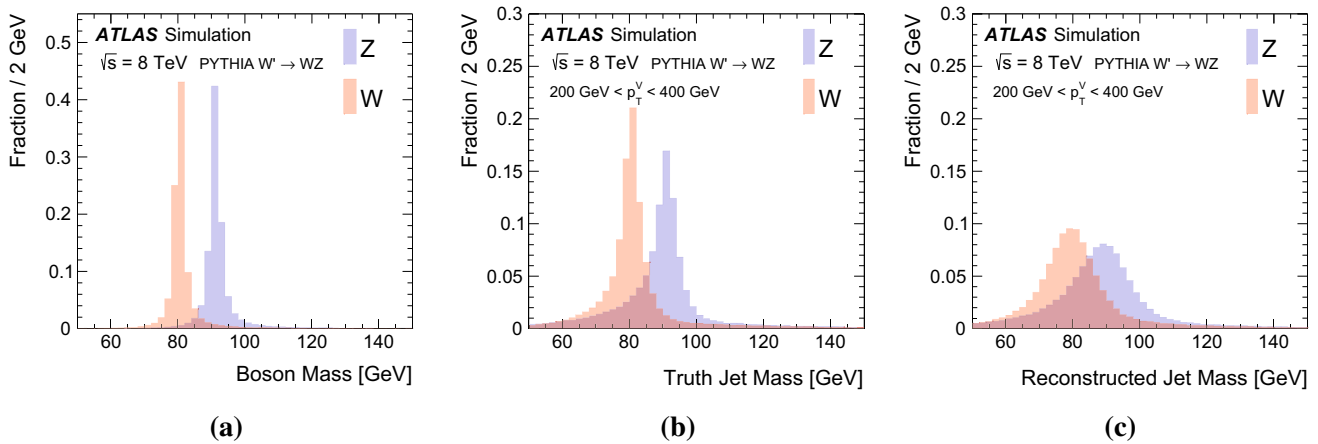 ATLAS Simulation
√s = 8 TeV PYTHIA W' → WZ
Z
W
Fraction / 2 GeV
0.5
0.4
0.3
0.2
0.1
0
60 80 100 120 140
Boson Mass [GeV]
(a)
ATLAS Simulation
√s = 8 TeV PYTHIA W' → WZ
200 GeV < p_T^V < 400 GeV
Z
W
Fraction / 2 GeV
0.3
0.25
0.2
0.15
0.1
0.05
0
60 80 100 120 140
Truth Jet Mass [GeV]
(b)
ATLAS Simulation
√s = 8 TeV PYTHIA W' → WZ
200 GeV < p_T^V < 400 GeV
Z
W
Fraction / 2 GeV
0.3
0.25
0.2
0.15
0.1
0.05
0
60 80 100 120 140
Reconstructed Jet Mass [GeV]
(c)